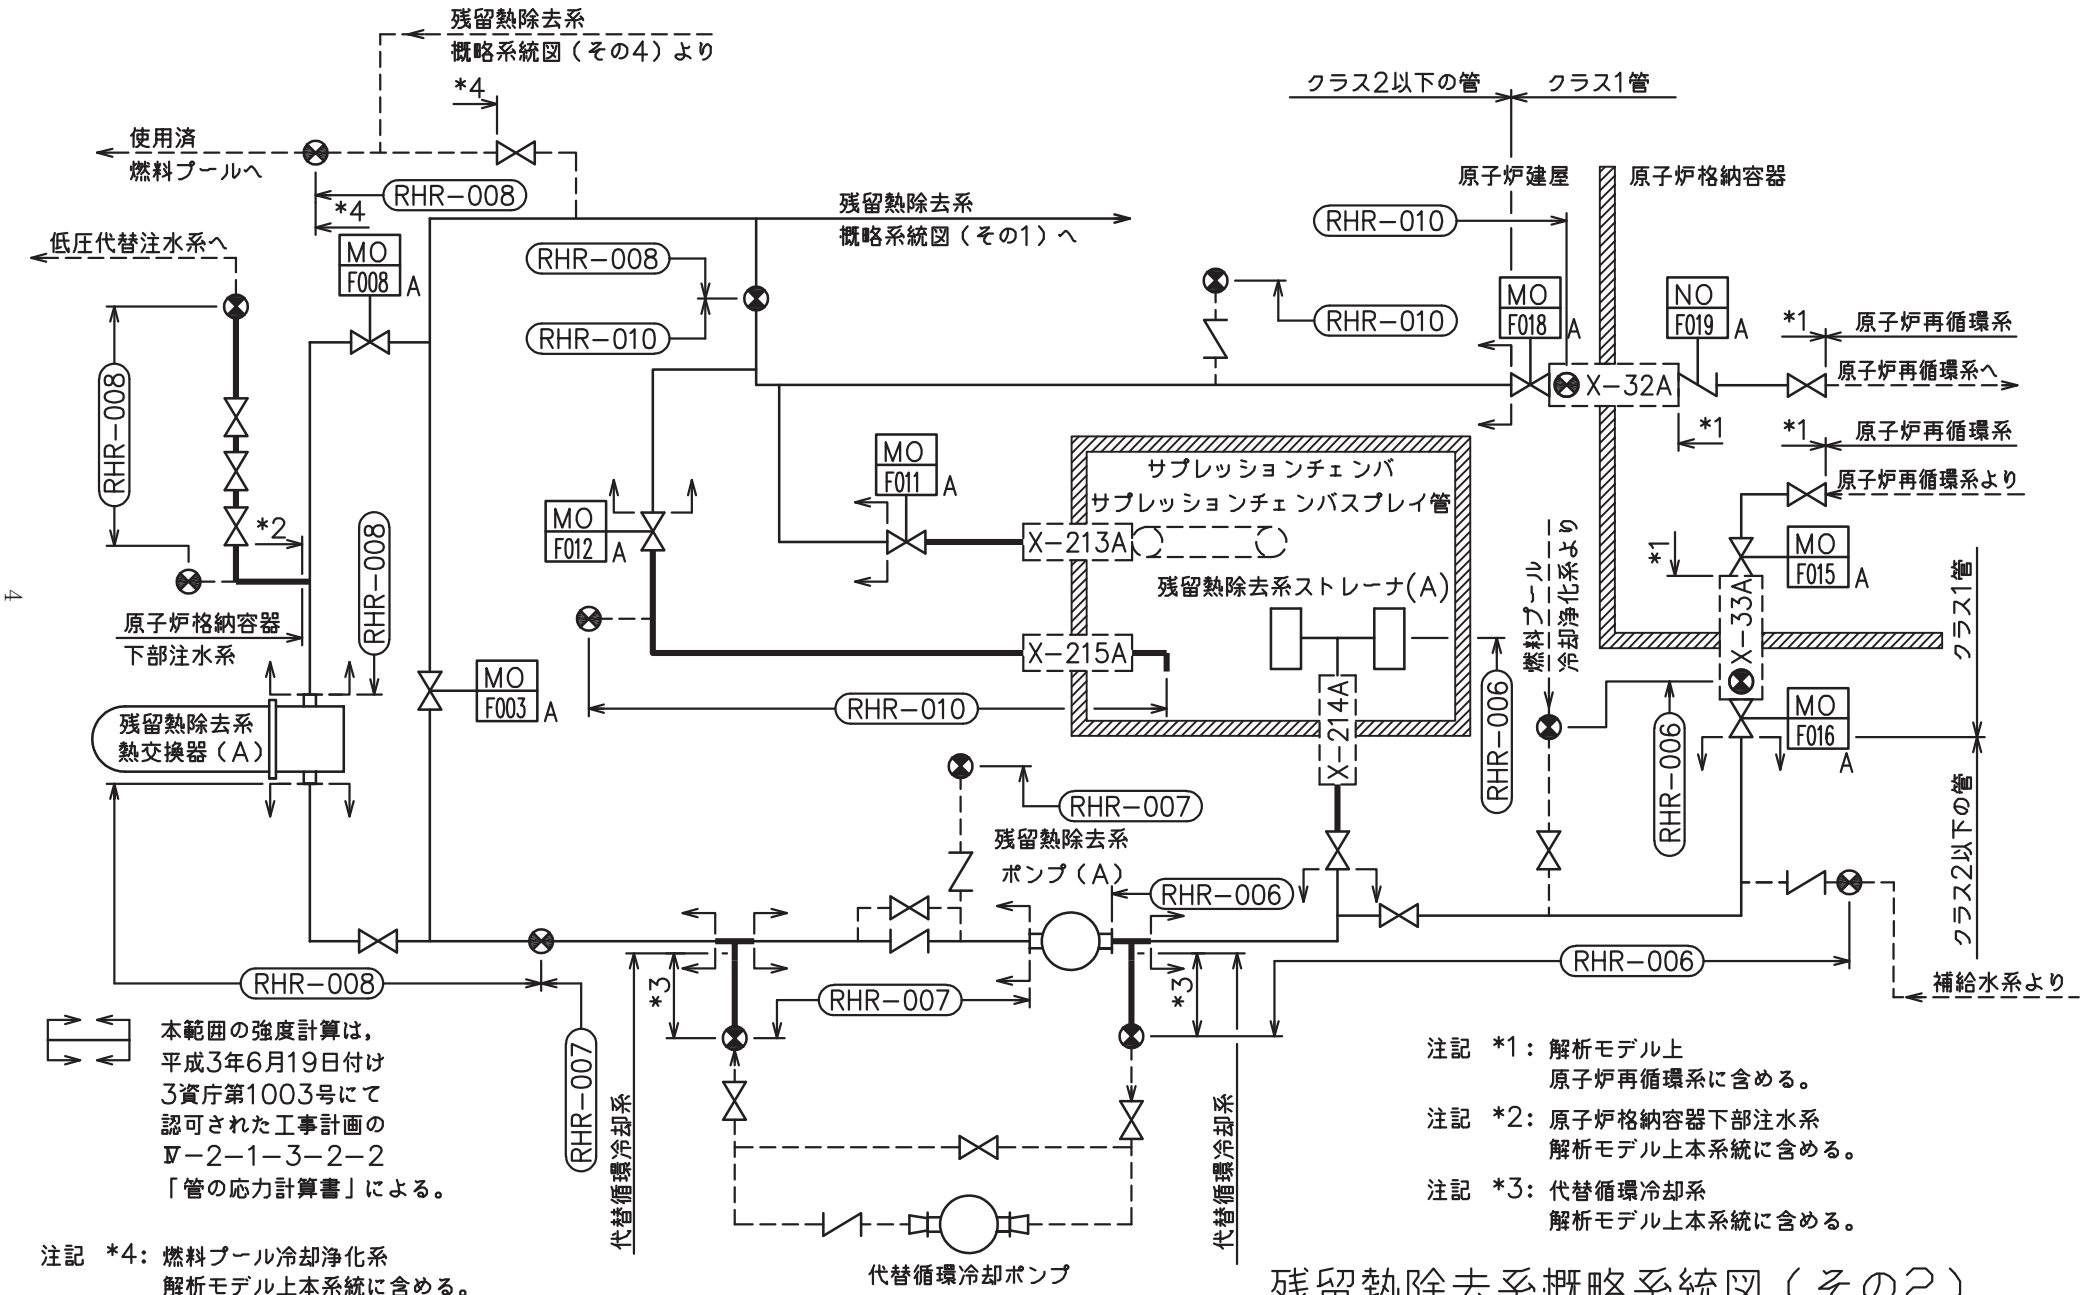 残留熱除去系
概略系統図（その4）より
*4
使用済
燃料プールへ
RHR-008
*4
低圧代替注水系へ
MO
F008
A
RHR-008
残留熱除去系
概略系統図（その1）へ
RHR-008
RHR-010
クラス2以下の管
クラス1管
原子炉建屋
原子炉格納容器
RHR-010
RHR-010
MO
F018
A
NO
F019
A
X-32A
*1
*1
原子炉再循環系
原子炉再循環系へ
*1
原子炉再循環系
原子炉再循環系より
*2
原子炉格納容器
下部注水系
RHR-008
MO
F012
A
MO
F011
A
サプレッションチェンバ
サプレッションチェンバスプレイ管
X-213A
残留熱除去系ストレーナ(A)
X-215A
X-214A
RHR-010
RHR-006
燃料プール
冷却浄化系より
*1
MO
F015
A
X-33A
MO
F016
A
RHR-006
クラス1管
クラス2以下の管
残留熱除去系
熱交換器（A）
MO
F003
A
RHR-007
残留熱除去系
ポンプ（A）
RHR-006
RHR-008
RHR-007
*3
RHR-007
*3
RHR-006
補給水系より
代替循環冷却系
代替循環冷却系
代替循環冷却ポンプ
本範囲の強度計算は，
平成3年6月19日付け
3資庁第1003号にて
認可された工事計画の
Ⅳ-2-1-3-2-2
「管の応力計算書」による。
注記 *1: 解析モデル上
原子炉再循環系に含める。
注記 *2: 原子炉格納容器下部注水系
解析モデル上本系統に含める。
注記 *3: 代替循環冷却系
解析モデル上本系統に含める。
注記 *4: 燃料プール冷却浄化系
解析モデル上本系統に含める。
残留熱除去系概略系統図（その2）
4